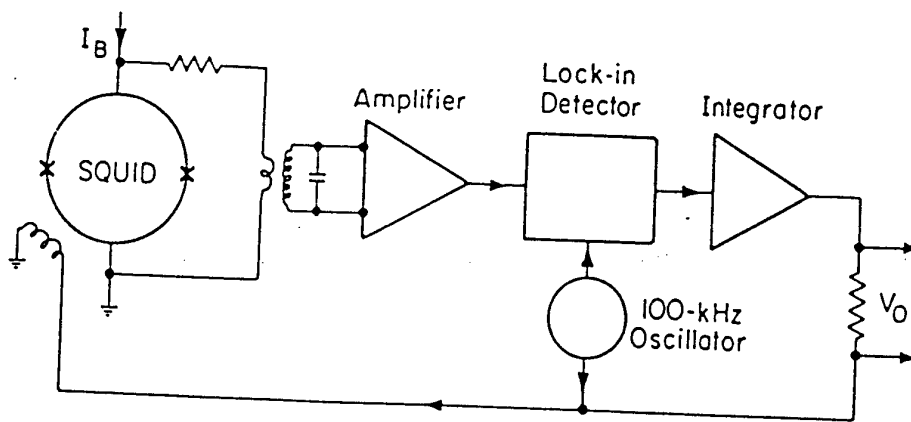 I_B
SQUID
Amplifier
Lock-in
Detector
Integrator
100-kHz
Oscillator
V_O